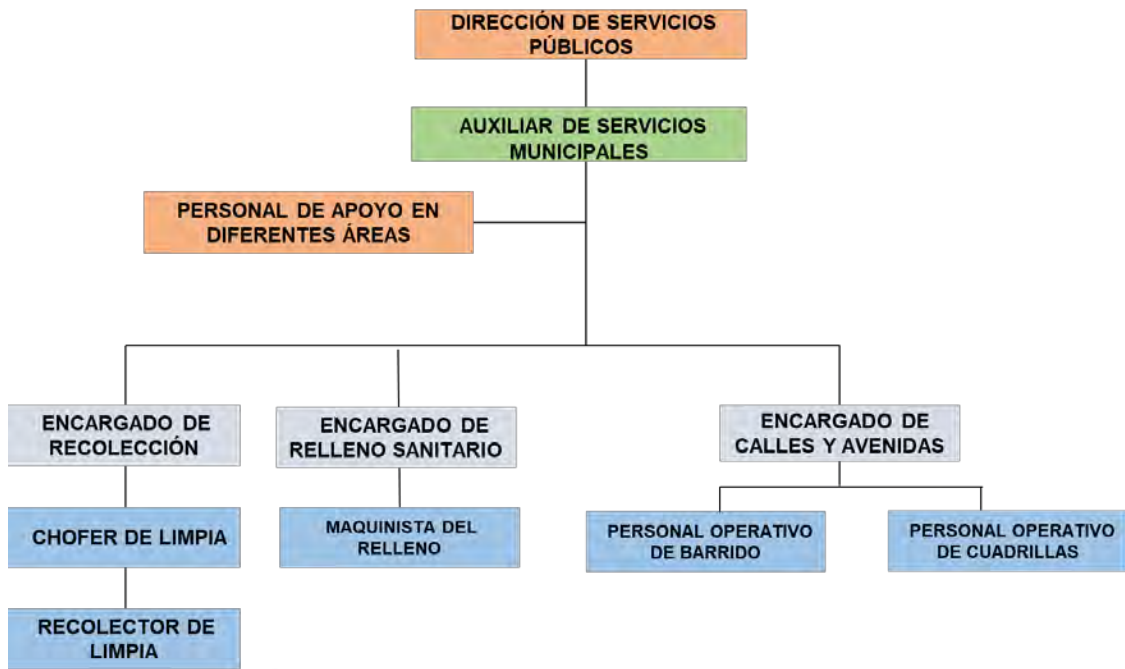 DIRECCIÓN DE SERVICIOS
PÚBLICOS
AUXILIAR DE SERVICIOS
MUNICIPALES
PERSONAL DE APOYO EN
DIFERENTES ÁREAS
ENCARGADO DE
RECOLECCIÓN
ENCARGADO DE
RELLENO SANITARIO
ENCARGADO DE
CALLES Y AVENIDAS
CHOFER DE LIMPIA
MAQUINISTA DEL
RELLENO
PERSONAL OPERATIVO
DE BARRIDO
PERSONAL OPERATIVO
DE CUADRILLAS
RECOLECTOR DE
LIMPIA